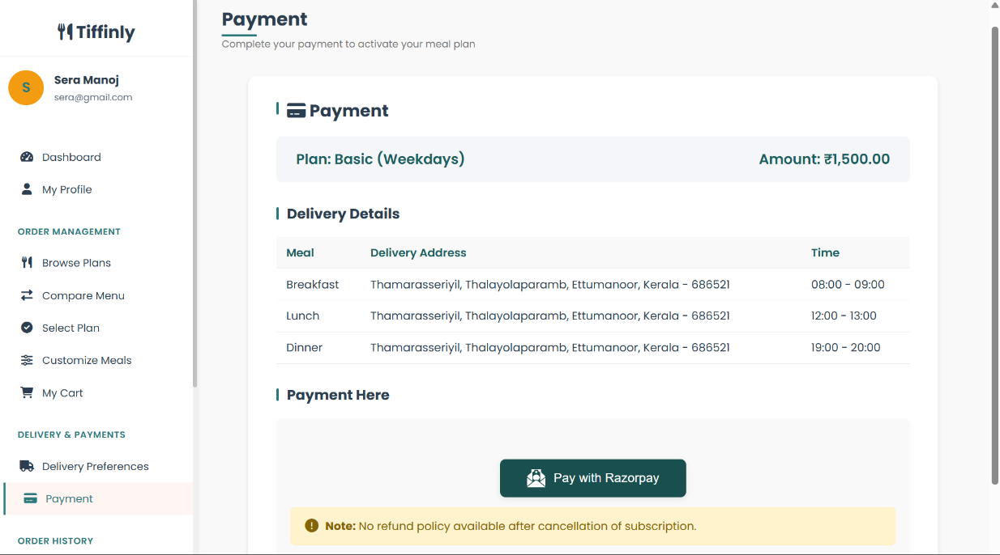 Tiffinly
Sera Manoj
sera@gmail.com
S
Dashboard
My Profile
ORDER MANAGEMENT
Browse Plans
Compare Menu
Select Plan
Customize Meals
My Cart
DELIVERY & PAYMENTS
Delivery Preferences
Payment
ORDER HISTORY
Payment
Complete your payment to activate your meal plan
Payment
Plan: Basic (Weekdays) Amount: ₹1,500.00
Delivery Details
Meal Delivery Address Time
Breakfast Thamarasseriyil, Thalayolaparamb, Ettumanoor, Kerala - 686521 08:00 - 09:00
Lunch Thamarasseriyil, Thalayolaparamb, Ettumanoor, Kerala - 686521 12:00 - 13:00
Dinner Thamarasseriyil, Thalayolaparamb, Ettumanoor, Kerala - 686521 19:00 - 20:00
Payment Here
Pay with Razorpay
Note: No refund policy available after cancellation of subscription.